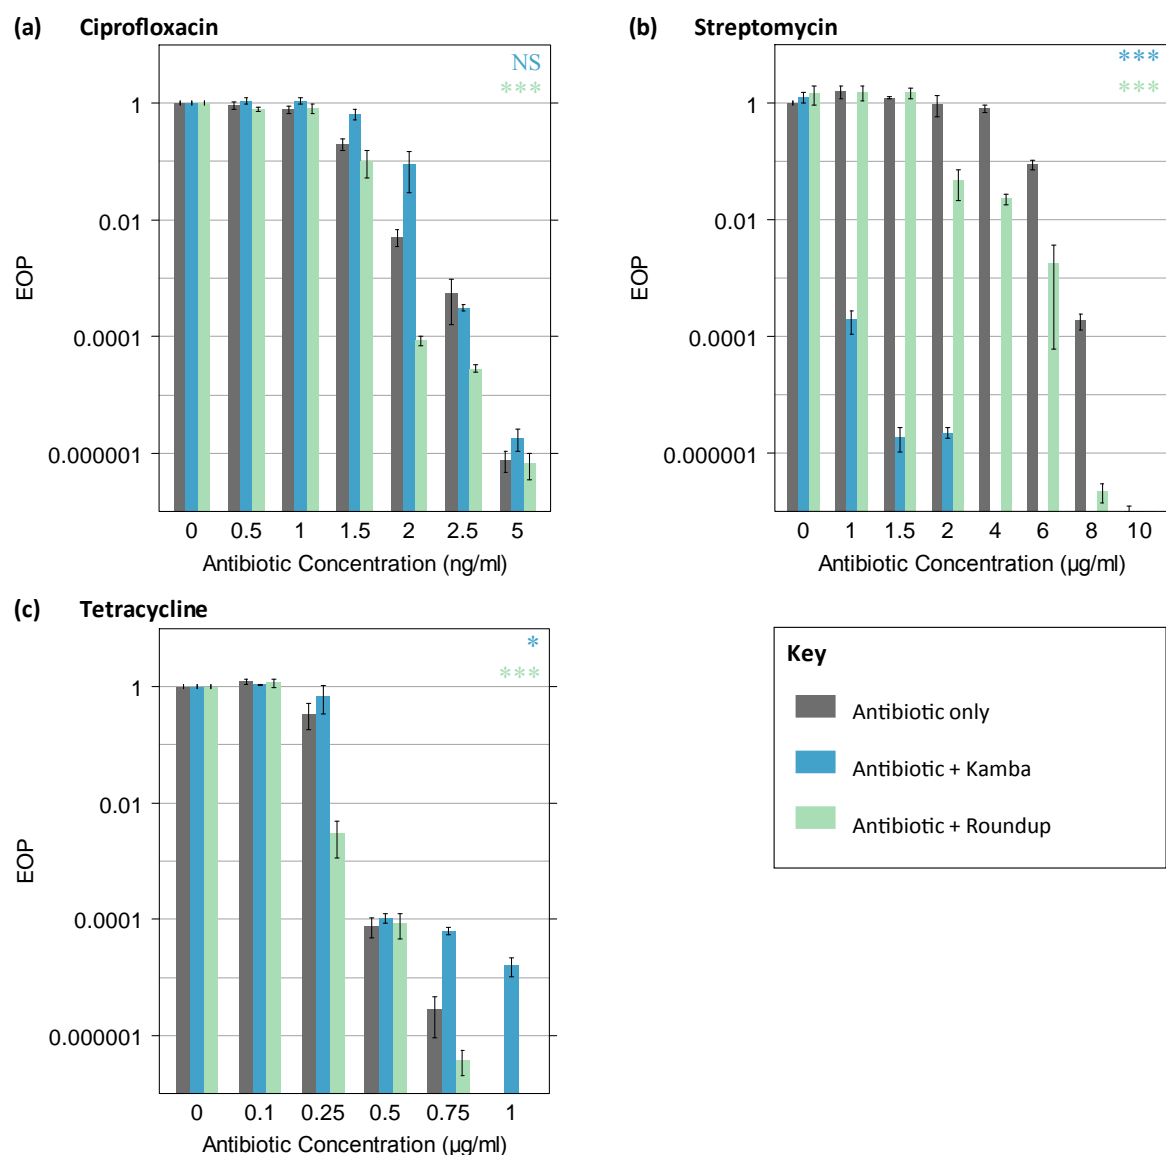 (a) Ciprofloxacin
NS
***
1
0.01
0.0001
0.000001
EOP
0 0.5 1 1.5 2 2.5 5
Antibiotic Concentration (ng/ml)
(b) Streptomycin
***
***
1
0.01
0.0001
0.000001
EOP
0 1 1.5 2 4 6 8 10
Antibiotic Concentration (µg/ml)
(c) Tetracycline
*
***
1
0.01
0.0001
0.000001
EOP
0 0.1 0.25 0.5 0.75 1
Antibiotic Concentration (µg/ml)
Key
Antibiotic only
Antibiotic + Kamba
Antibiotic + Roundup